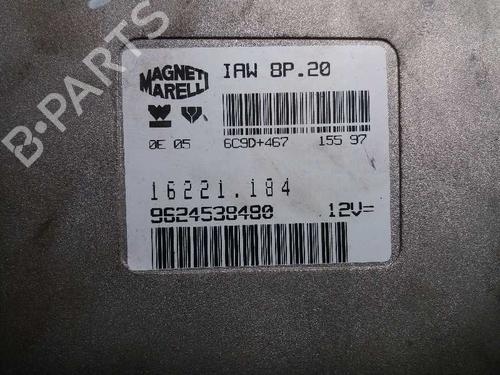 MAGNETI MARELLI
IAW 8P.20
0E 05 6C9D+467 155 97
16221.184
9624538480 12V=
B-PARTS